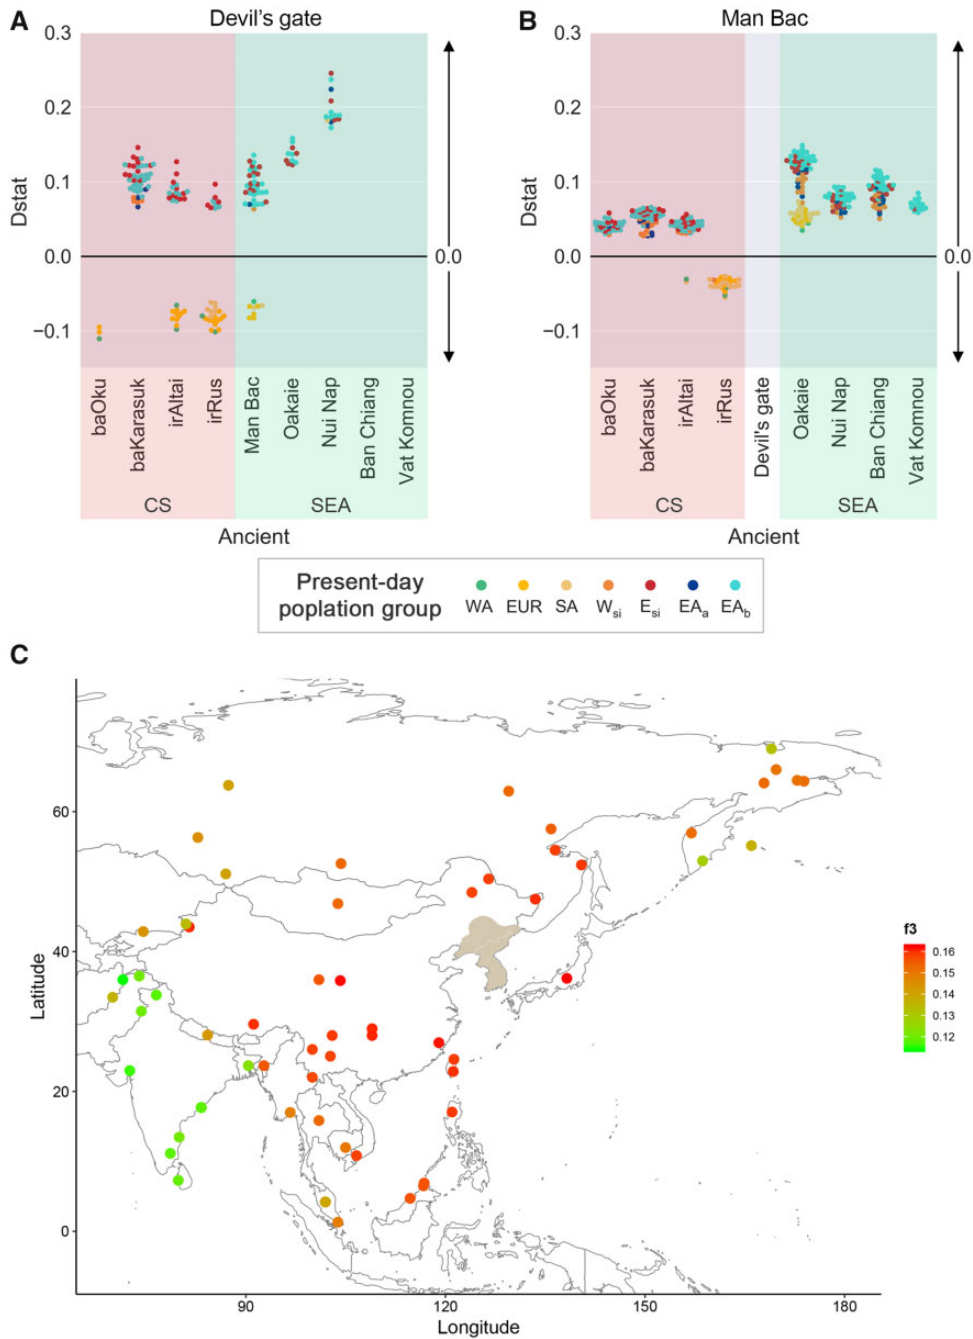 A
Devil's gate
0.3
0.2
0.1
0.0
−0.1
Dstat
0.0
baOku
baKarasuk
irAltai
irRus
Man Bac
Oakaie
Nui Nap
Ban Chiang
Vat Komnou
CS
SEA
Ancient
B
Man Bac
0.3
0.2
0.1
0.0
−0.1
Dstat
0.0
baOku
baKarasuk
irAltai
irRus
Devil's gate
Oakaie
Nui Nap
Ban Chiang
Vat Komnou
CS
SEA
Ancient
Present-day
poplation group
WA EUR SA Wsi Esi EAa EAb
C
60
40
20
0
Latitude
90
120
150
180
Longitude
f3
0.16
0.15
0.14
0.13
0.12